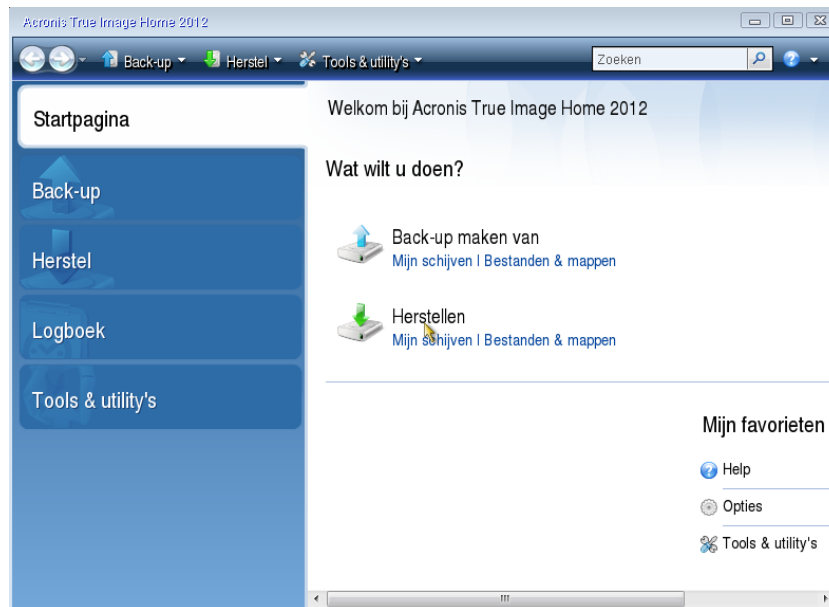 Acronis True Image Home 2012
Back-up Herstel Tools & utility's Zoeken
Startpagina
Back-up
Herstel
Logboek
Tools & utility's
Welkom bij Acronis True Image Home 2012
Wat wilt u doen?
Back-up maken van
Mijn schijven | Bestanden & mappen
Herstellen
Mijn schijven | Bestanden & mappen
Mijn favorieten
Help
Opties
Tools & utility's